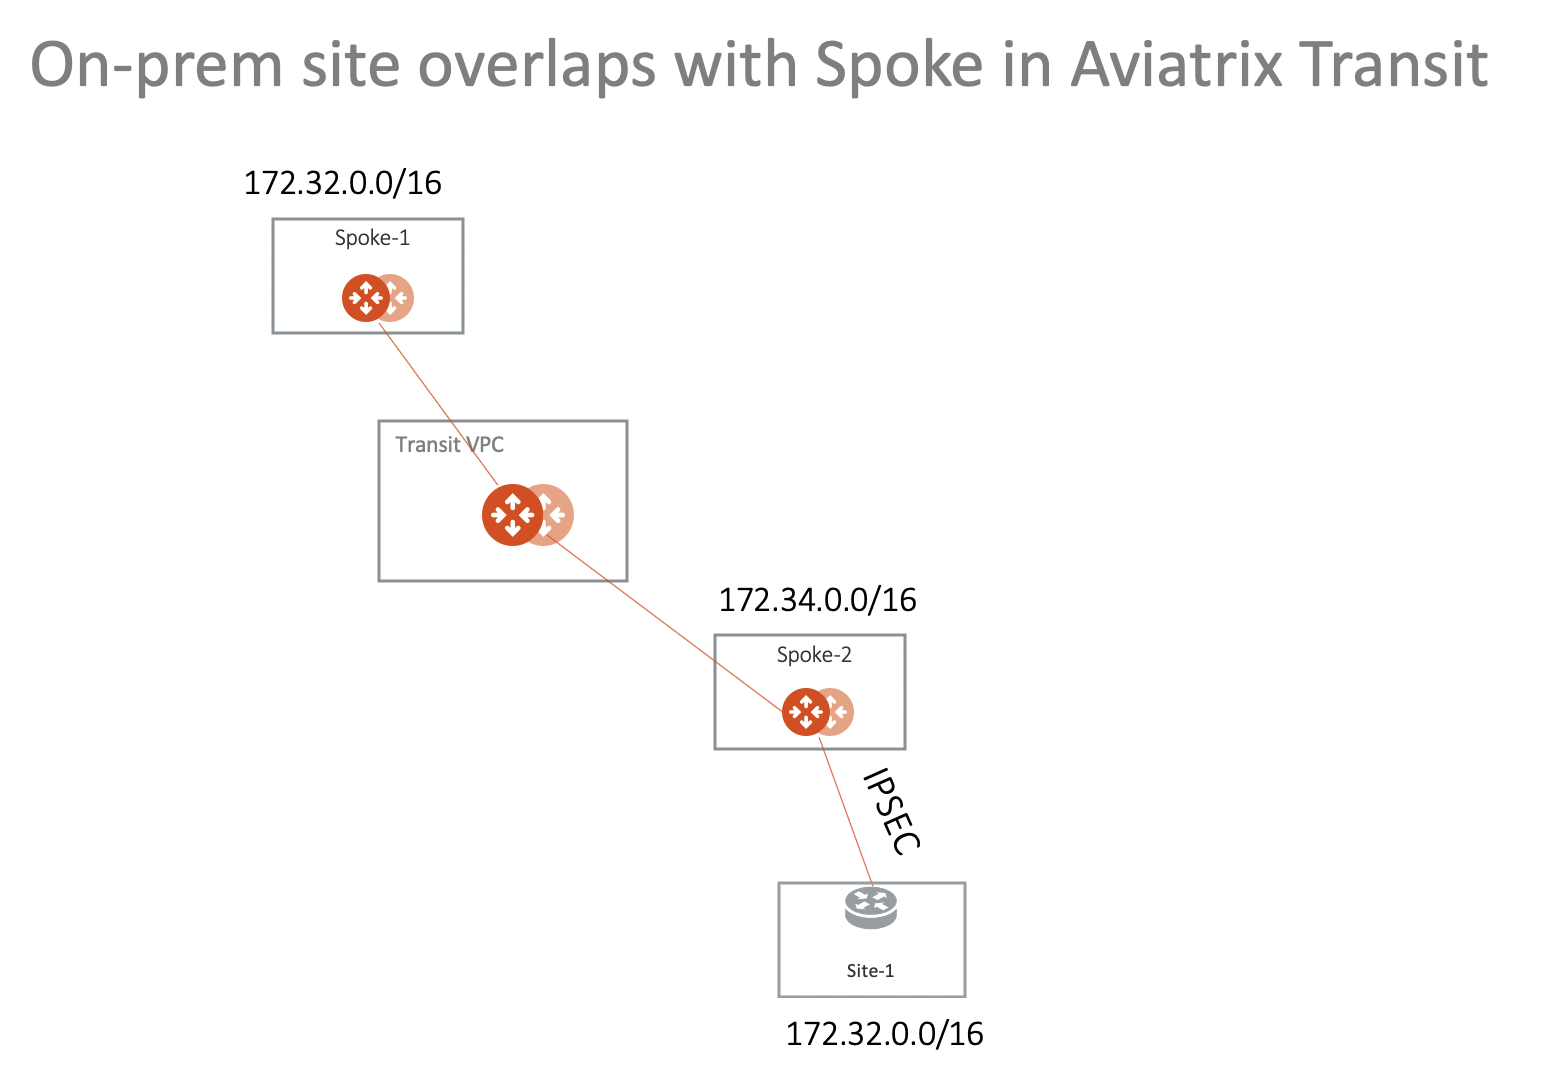 On-prem site overlaps with Spoke in Aviatrix Transit
172.32.0.0/16
Spoke-1
Transit VPC
172.34.0.0/16
Spoke-2
IPSEC
Site-1
172.32.0.0/16